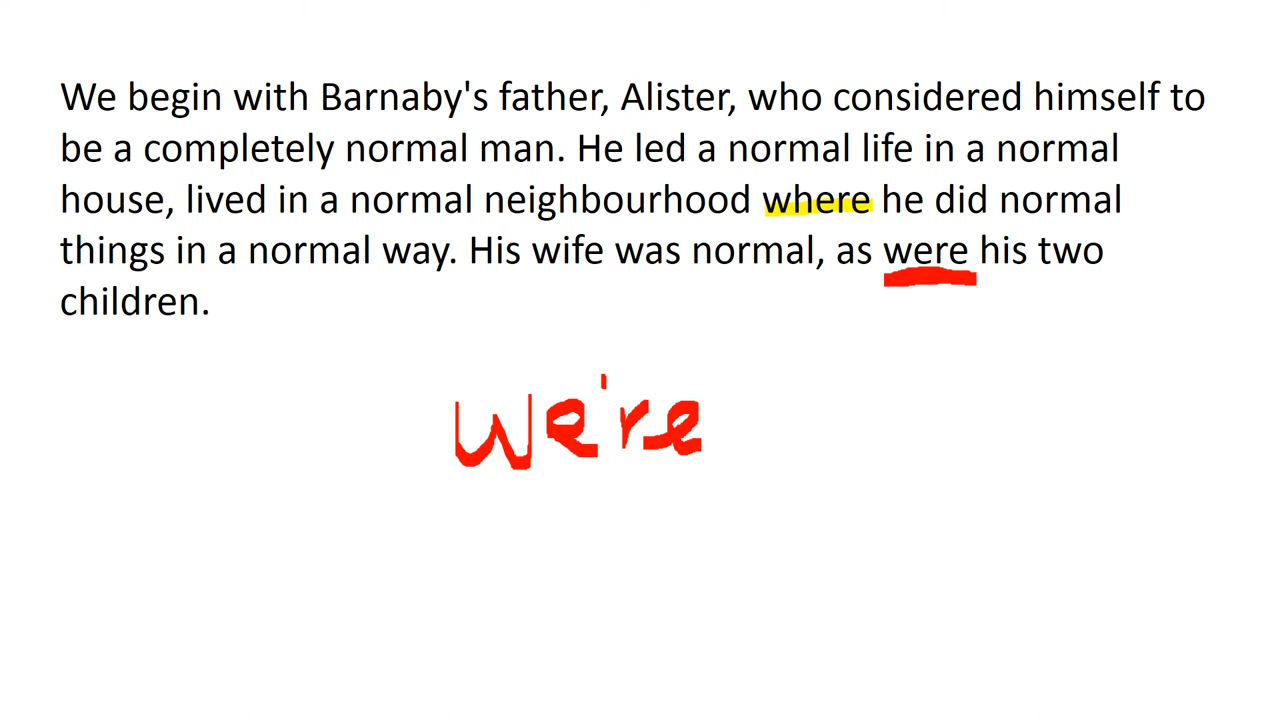 We begin with Barnaby's father, Alister, who considered himself to
be a completely normal man. He led a normal life in a normal
house, lived in a normal neighbourhood where he did normal
things in a normal way. His wife was normal, as were his two
children.
We're